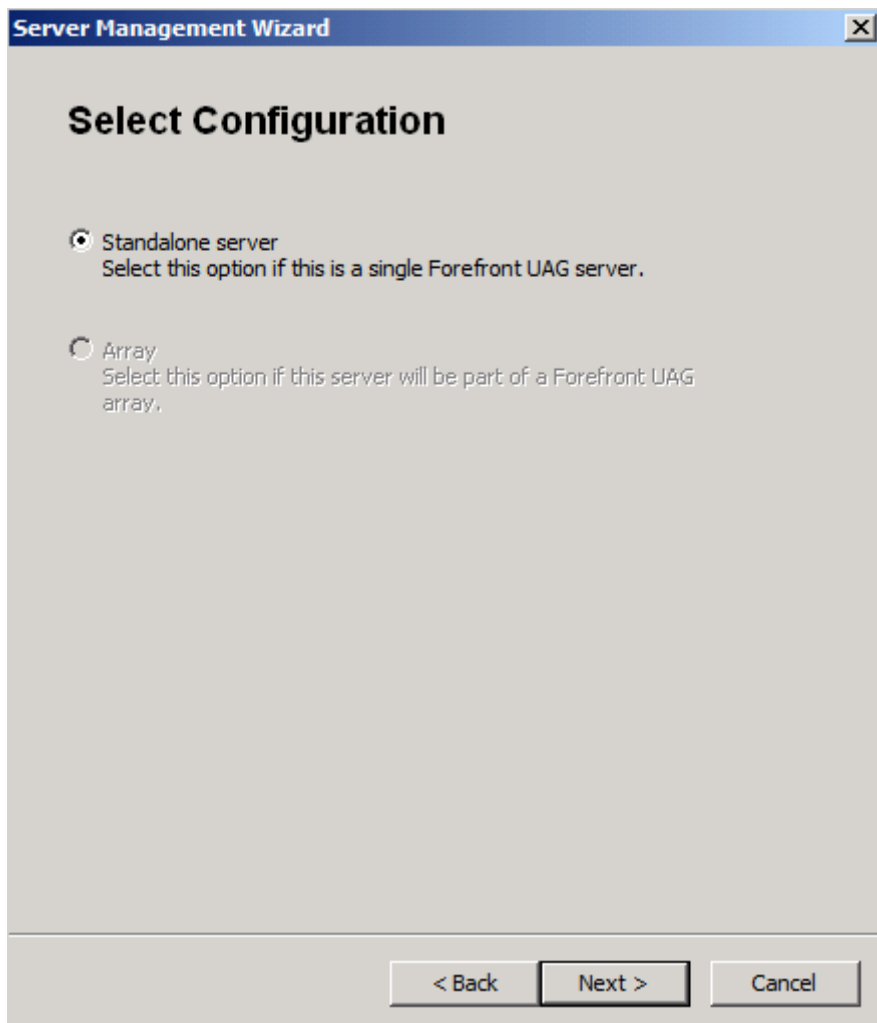 Server Management Wizard
Select Configuration
Standalone server
Select this option if this is a single Forefront UAG server.
Array
Select this option if this server will be part of a Forefront UAG
array.
< Back
Next >
Cancel